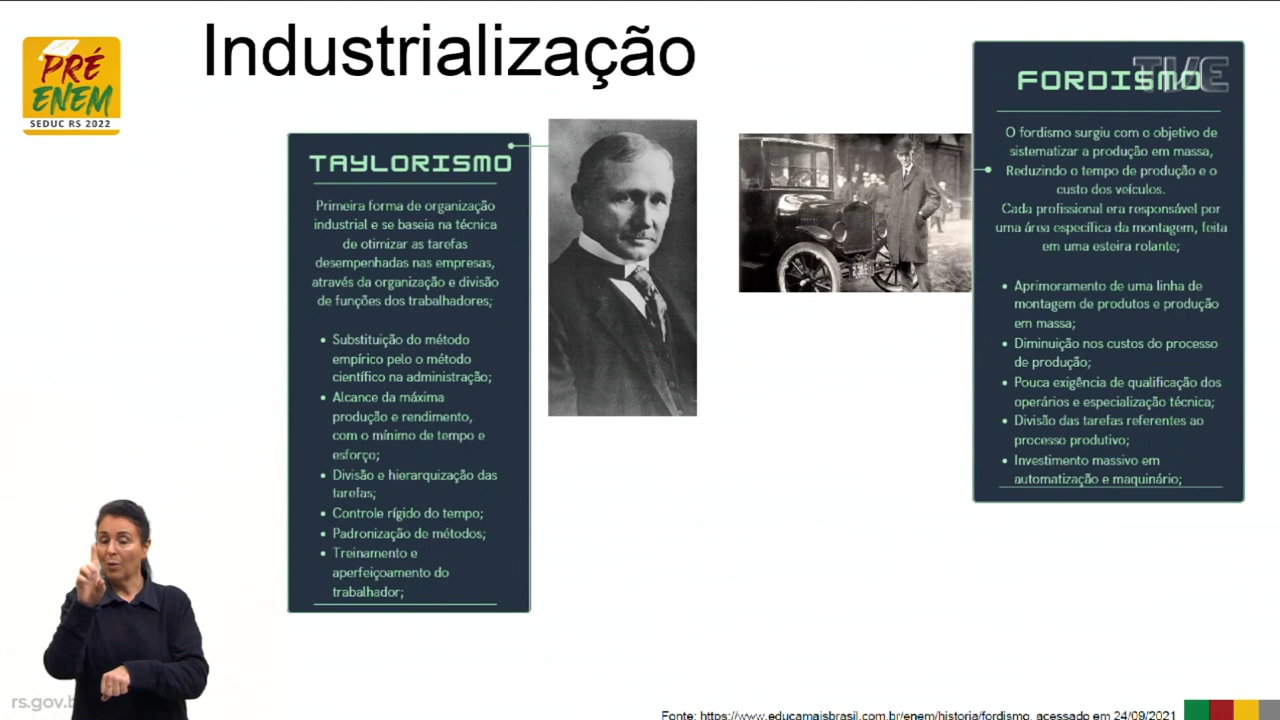 Industrialização
PRÉ
ENEM
SEDUC RS 2022
TAYLORISMO
Primeira forma de organização
industrial e se baseia na técnica
de otimizar as tarefas
desempenhadas nas empresas,
através da organização e divisão
de funções dos trabalhadores;
• Substituição do método
empírico pelo o método
científico na administração;
• Alcance da máxima
produção e rendimento,
com o mínimo de tempo e
esforço;
• Divisão e hierarquização das
tarefas;
• Controle rígido do tempo;
• Padronização de métodos;
• Treinamento e
aperfeiçoamento do
trabalhador;
FORDISMO
TVE
O fordismo surgiu com o objetivo de
sistematizar a produção em massa,
Reduzindo o tempo de produção e o
custo dos veículos.
Cada profissional era responsável por
uma área específica da montagem, feita
em uma esteira rolante;
• Aprimoramento de uma linha de
montagem de produtos e produção
em massa;
• Diminuição nos custos do processo
de produção;
• Pouca exigência de qualificação dos
operários e especialização técnica;
• Divisão das tarefas referentes ao
processo produtivo;
• Investimento massivo em
automatização e maquinário;
rs.gov.b
Fonte: https://www.educamaisbrasil.com.br/enem/historia/fordismo, acessado em 24/09/2021